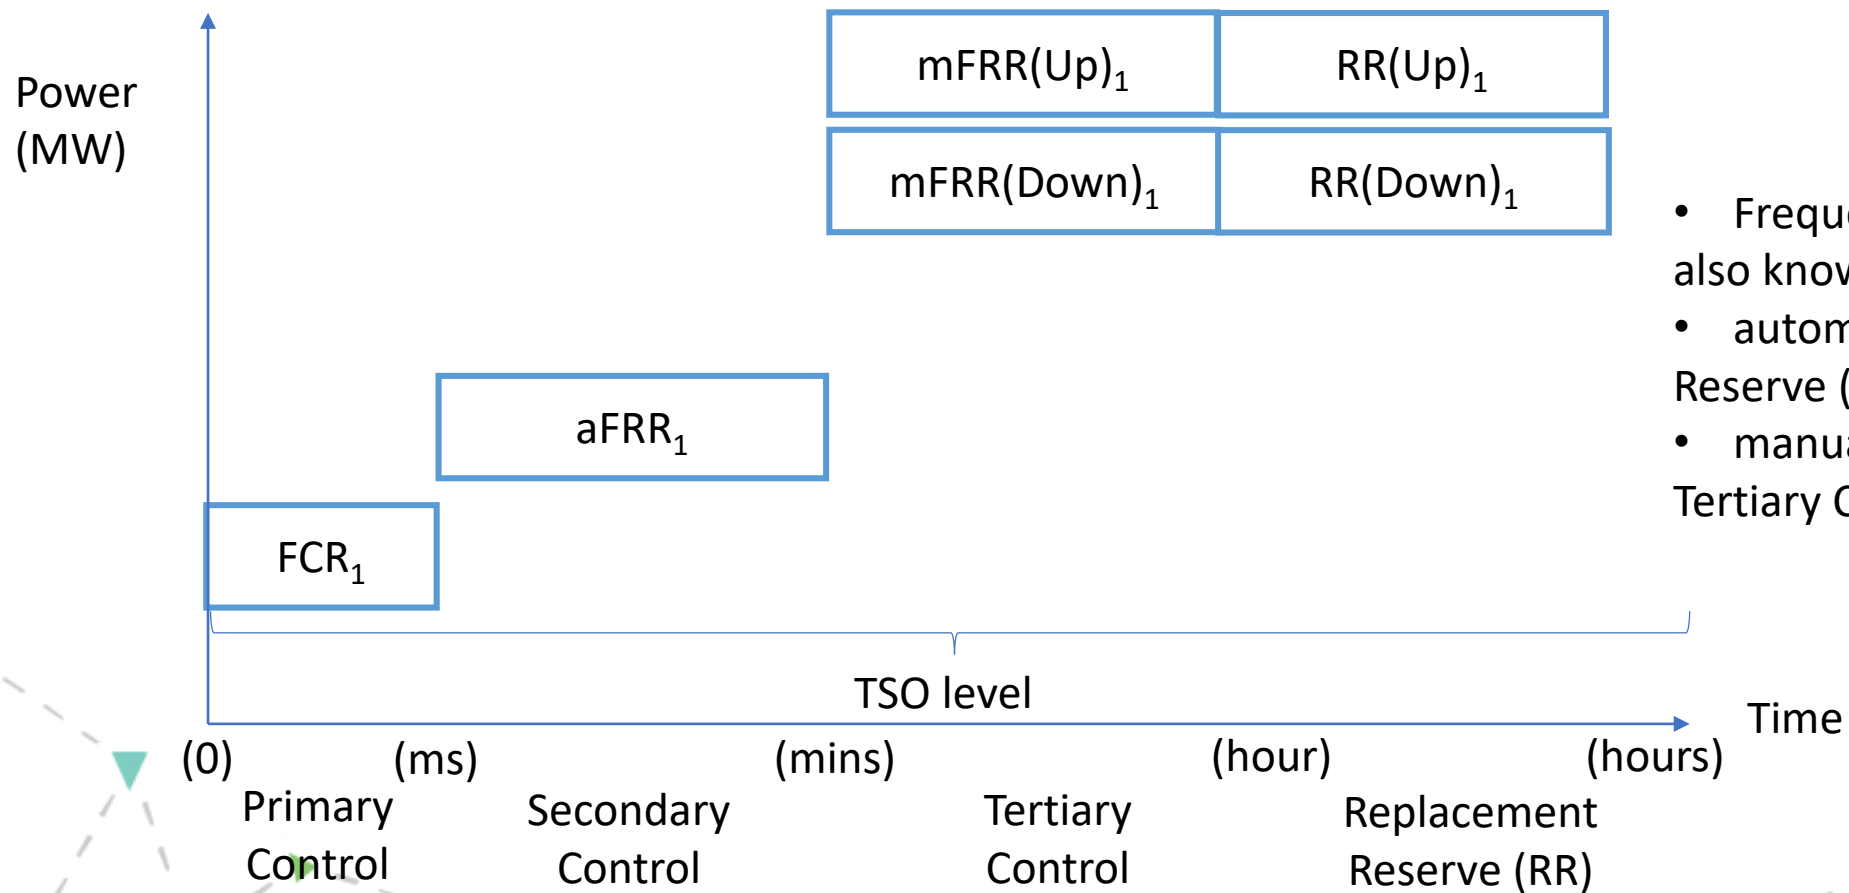 Power
(MW)
mFRR(Up)₁
RR(Up)₁
mFRR(Down)₁
RR(Down)₁
aFRR₁
FCR₁
TSO level
Time
(0)
(ms)
(mins)
(hour)
(hours)
Primary
Control
Secondary
Control
Tertiary
Control
Replacement
Reserve (RR)
•
also
•
Reserve (
•
Tertiary